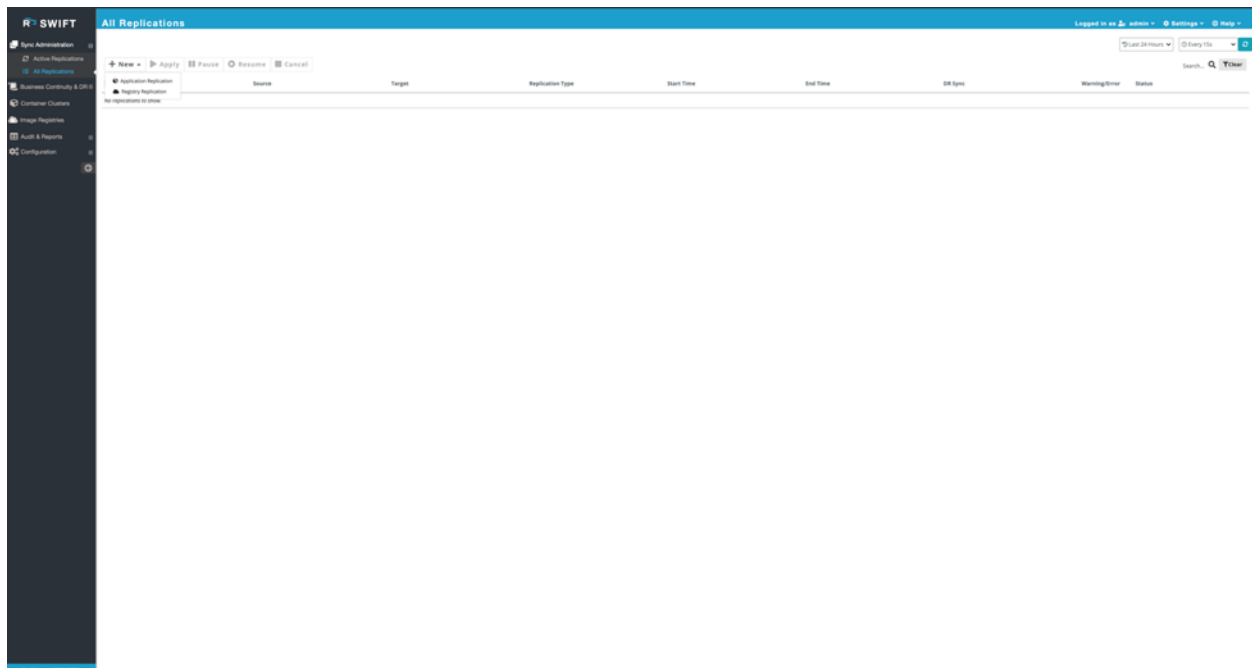 R SWIFT
All Replications
Logged in as admin Settings Help
Sync Administration
Active Replications
All Replications
Business Continuity & DR
Container Clusters
Image Registries
Audit & Reports
Configuration
Last 24 Hours Every 15s
New Apply Pause Resume Cancel
Search... Clear
Application Replication
Registry Replication
Source Target Replication Type Start Time End Time DR Sync Warning/Error Status
No replications to show.